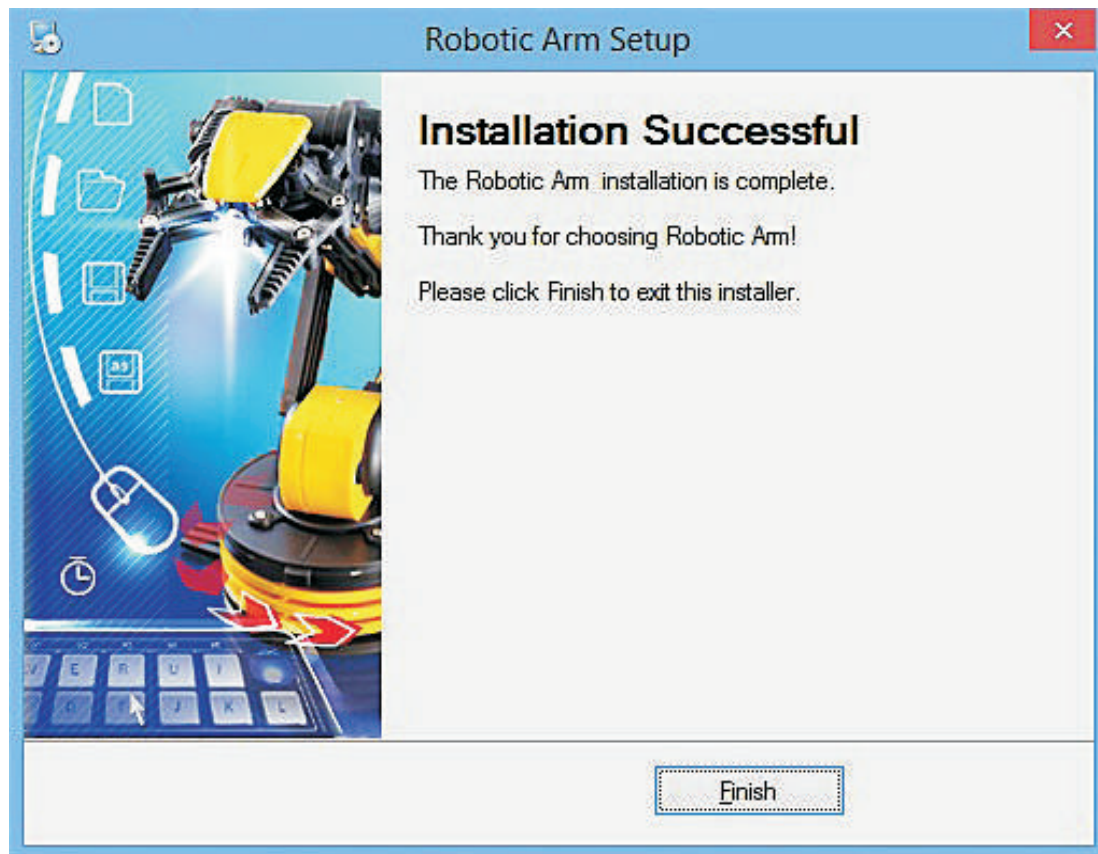 Robotic Arm Setup
Installation Successful
The Robotic Arm  installation is complete.
Thank you for choosing Robotic Arm!
Please click Finish to exit this installer.
as
E R U I
J K L
Finish